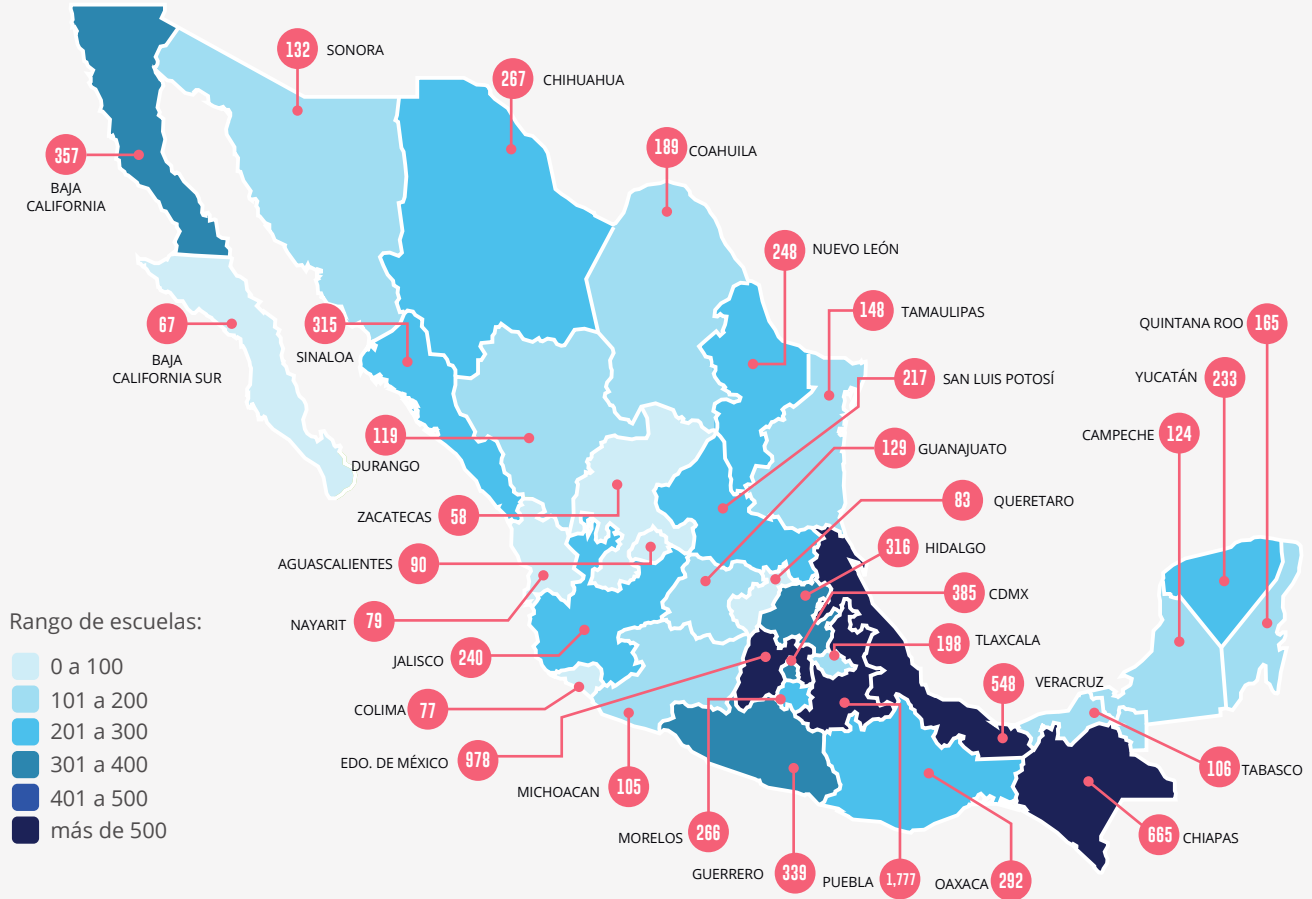 132 SONORA
267 CHIHUAHUA
189 COAHUILA
357
BAJA
CALIFORNIA
248 NUEVO LEÓN
148 TAMAULIPAS
67
BAJA
CALIFORNIA SUR
315
SINALOA
QUINTANA ROO 165
217 SAN LUIS POTOSÍ
YUCATÁN 233
119
DURANGO
129 GUANAJUATO
CAMPECHE 124
ZACATECAS 58
83 QUERETARO
AGUASCALIENTES 90
316 HIDALGO
385 CDMX
NAYARIT 79
198 TLAXCALA
JALISCO 240
548 VERACRUZ
COLIMA 77
EDO. DE MÉXICO 978
106 TABASCO
MICHOACAN 105
MORELOS 266
665 CHIAPAS
GUERRERO 339
PUEBLA 1,777
OAXACA 292
Rango de escuelas:
0 a 100
101 a 200
201 a 300
301 a 400
401 a 500
más de 500